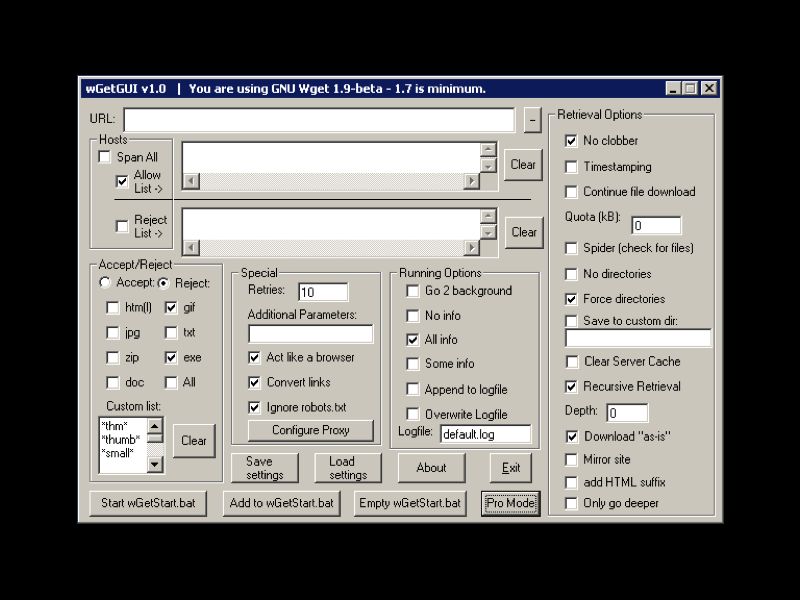 wGetGUI v1.0 | You are using GNU Wget 1.9-beta - 1.7 is minimum.
URL:
-
Hosts
Span All
Allow
List ->
Clear
Reject
List ->
Clear
Accept/Reject
Accept:
Reject:
htm(l)
gif
jpg
txt
zip
exe
doc
All
Custom list:
*thm*
*thumb*
*small*
Clear
Special
Retries:
10
Additional Parameters:
Act like a browser
Convert links
Ignore robots.txt
Configure Proxy
Running Options
Go 2 background
No info
All info
Some info
Append to logfile
Overwrite Logfile
Logfile:
default.log
Retrieval Options
No clobber
Timestamping
Continue file download
Quota (kB):
0
Spider (check for files)
No directories
Force directories
Save to custom dir:
Clear Server Cache
Recursive Retrieval
Depth:
0
Download "as-is"
Mirror site
add HTML suffix
Only go deeper
Save
settings
Load
settings
About
Exit
Start wGetStart.bat
Add to wGetStart.bat
Empty wGetStart.bat
Pro Mode